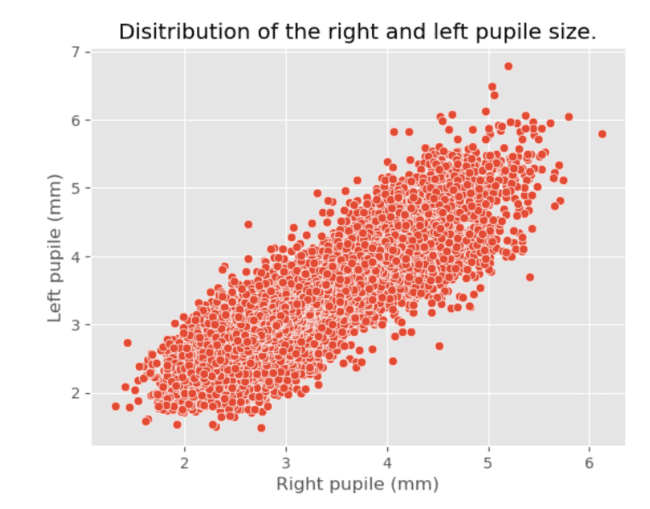 Disitribution of the right and left pupile size.
7
6
5
4
3
2
Left pupile (mm)
2 3 4 5 6
Right pupile (mm)